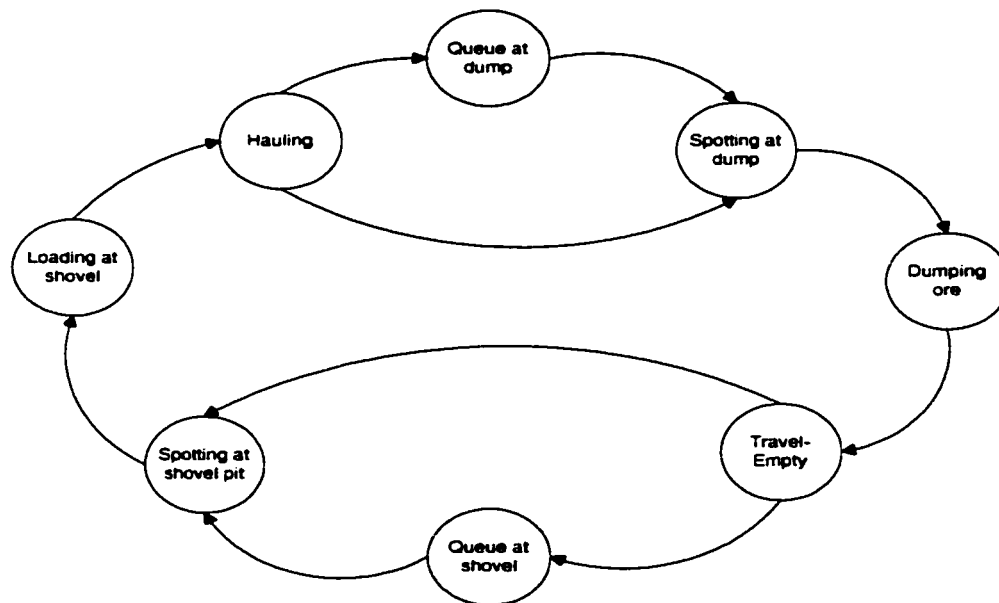 Queue at
dump
Hauling
Spotting at
dump
Loading at
shovel
Dumping
ore
Travel-
Empty
Spotting at
shovel pit
Queue at
shovel